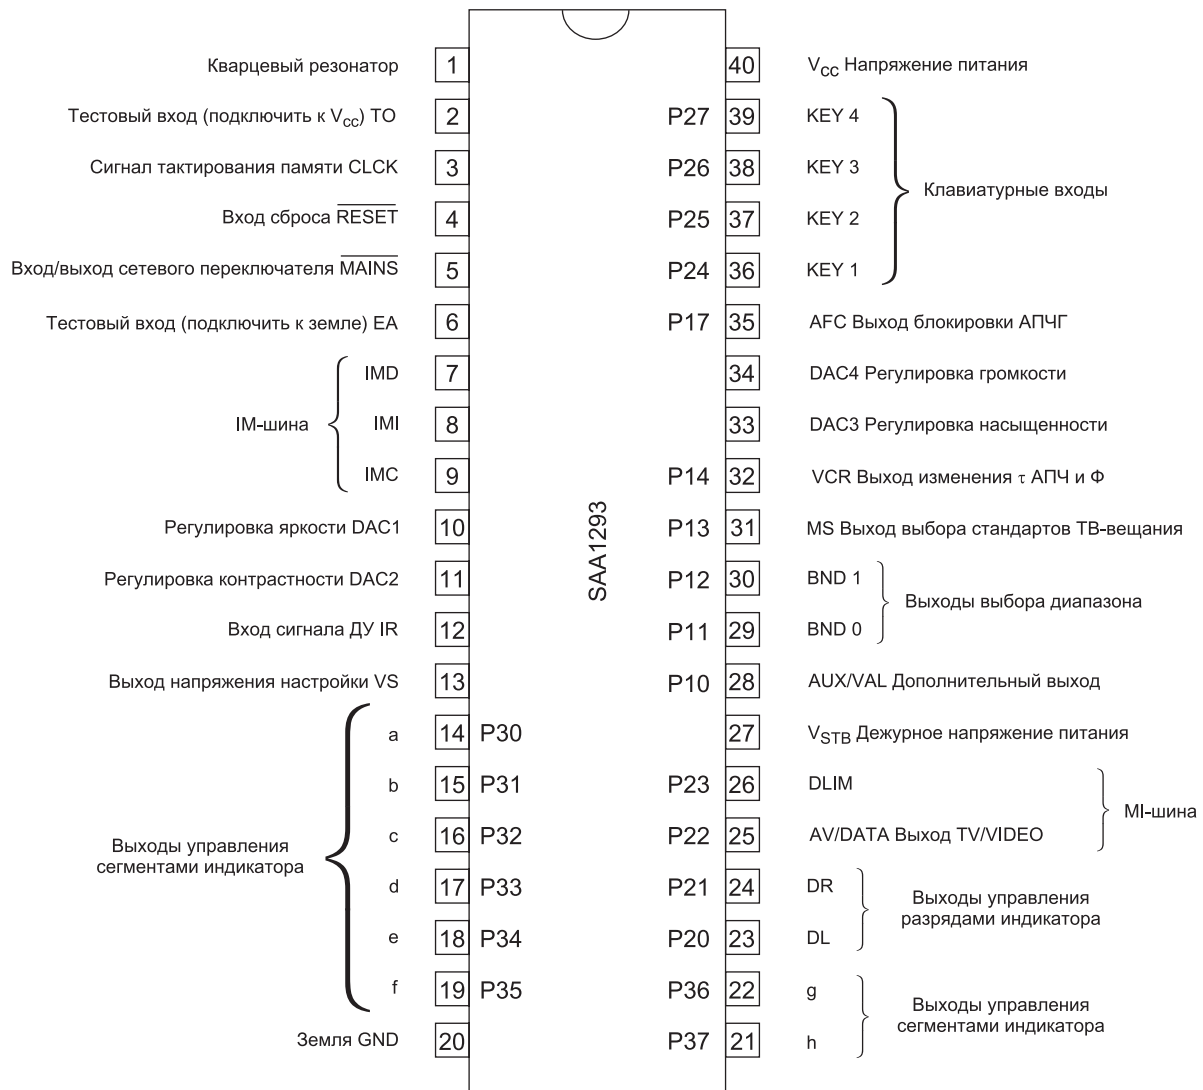 Кварцевый резонатор 1
Тестовый вход (подключить к Vcc) TO 2
Сигнал тактирования памяти CLCK 3
Вход сброса RESET 4
Вход/выход сетевого переключателя MAINS 5
Тестовый вход (подключить к земле) EA 6
IM-шина
IMD 7
IMI 8
IMC 9
Регулировка яркости DAC1 10
Регулировка контрастности DAC2 11
Вход сигнала ДУ IR 12
Выход напряжения настройки VS 13
Выходы управления
сегментами индикатора
a 14 P30
b 15 P31
c 16 P32
d 17 P33
e 18 P34
f 19 P35
Земля GND 20
SAA1293
40 Vcc Напряжение питания
P27 39 KEY 4
P26 38 KEY 3
P25 37 KEY 2
P24 36 KEY 1
Клавиатурные входы
P17 35 AFC Выход блокировки АПЧГ
34 DAC4 Регулировка громкости
33 DAC3 Регулировка насыщенности
P14 32 VCR Выход изменения τ АПЧ и Ф
P13 31 MS Выход выбора стандартов ТВ-вещания
P12 30 BND 1
P11 29 BND 0
Выходы выбора диапазона
P10 28 AUX/VAL Дополнительный выход
27 VSTB Дежурное напряжение питания
P23 26 DLIM
P22 25 AV/DATA Выход TV/VIDEO
MI-шина
P21 24 DR
P20 23 DL
Выходы управления
разрядами индикатора
P36 22 g
P37 21 h
Выходы управления
сегментами индикатора